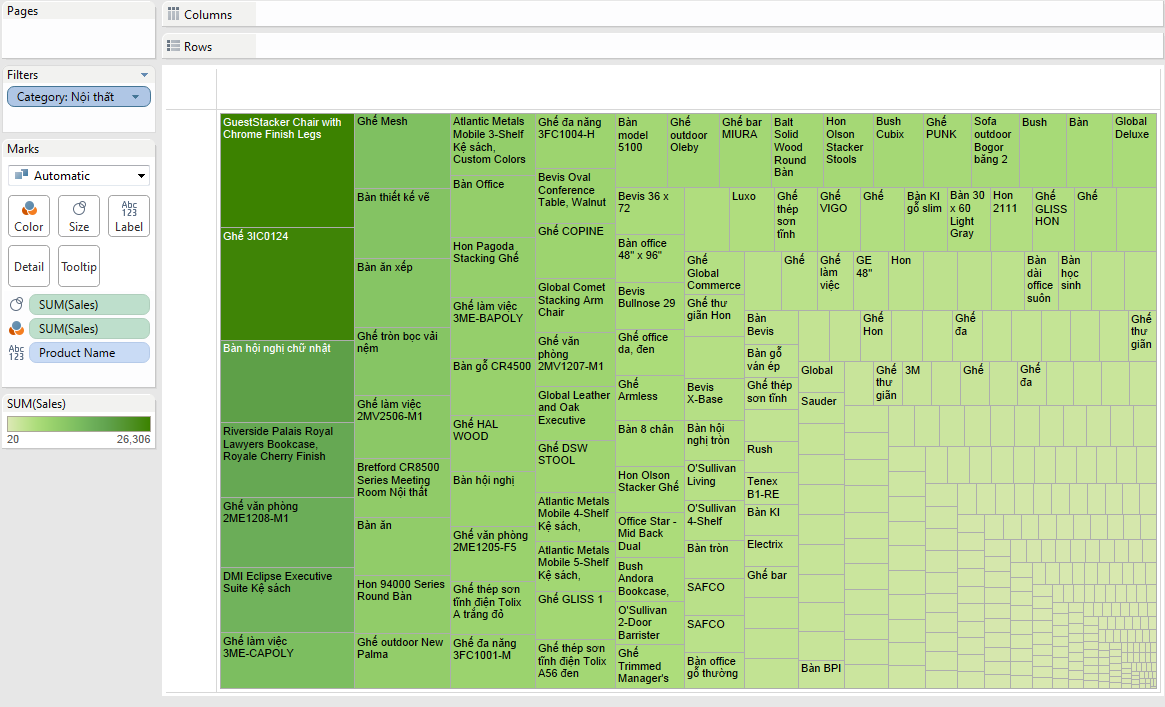 Pages
Columns
Rows
Filters
Category: Nội thất
Marks
Automatic
Color
Size
Abc
123
Label
Detail
Tooltip
SUM(Sales)
SUM(Sales)
Abc
123
Product Name
SUM(Sales)
20
26,306
GuestStacker Chair with
Chrome Finish Legs
Ghế 3IC0124
Bàn hội nghị chữ nhật
Riverside Palais Royal
Lawyers Bookcase,
Royale Cherry Finish
Ghế văn phòng
2ME1208-M1
DMI Eclipse Executive
Suite Kệ sách
Ghế làm việc
3ME-CAPOLY
Ghế Mesh
Bàn thiết kế vẽ
Bàn ăn xếp
Ghế tròn bọc vải
nệm
Ghế làm việc
2MV2506-M1
Bretford CR8500
Series Meeting
Room Nội thất
Bàn ăn
Hon 94000 Series
Round Bàn
Ghế outdoor New
Palma
Atlantic Metals
Mobile 3-Shelf
Kệ sách,
Custom Colors
Bàn Office
Hon Pagoda
Stacking Ghế
Ghế làm việc
3ME-BAPOLY
Bàn gỗ CR4500
Ghế HAL
WOOD
Bàn hội nghị
Ghế văn phòng
2ME1205-F5
Ghế thép sơn
tĩnh điện Tolix
A trắng đỏ
Ghế đa năng
3FC1001-M
Ghế đa năng
3FC1004-H
Bevis Oval
Conference
Table, Walnut
Ghế COPINE
Global Comet
Stacking Arm
Chair
Ghế văn
phòng
2MV1207-M1
Global Leather
and Oak
Executive
Ghế DSW
STOOL
Atlantic Metals
Mobile 4-Shelf
Kệ sách,
Atlantic Metals
Mobile 5-Shelf
Kệ sách,
Ghế GLISS 1
Ghế thép sơn
tĩnh điện Tolix
A56 đen
Bàn
model
5100
Ghế
outdoor
Oleby
Ghế bar
MIURA
Balt
Solid
Wood
Round
Bàn
Hon
Olson
Stacker
Stools
Bush
Cubix
Ghế
PUNK
Sofa
outdoor
Bogor
băng 2
Bush
Bàn
Global
Deluxe
Bevis 36 x
72
Bàn office
48" x 96"
Bevis
Bullnose 29
Ghế office
da, đen
Ghế
Armless
Bàn 8 chân
Hon Olson
Stacker Ghế
Office Star -
Mid Back
Dual
Bush
Andora
Bookcase,
O'Sullivan
2-Door
Barrister
Ghế
Trimmed
Manager's
Luxo
Ghế
thép
sơn
tĩnh
Ghế
VIGO
Ghế
Bàn KI
gỗ slim
Bàn 30
x 60
Light
Gray
Hon
2111
Ghế
GLISS
HON
Ghế
Ghế
Global
Commerce
Ghế thư
giãn Hon
Bevis
X-Base
Bàn hội
nghị tròn
O'Sullivan
Living
O'Sullivan
4-Shelf
Bàn tròn
SAFCO
SAFCO
Bàn office
gỗ thường
Ghế
Ghế
làm
việc
GE
48"
Hon
Bàn
dài
office
suôn
Bàn
học
sinh
Bàn
Bevis
Bàn gỗ
ván ép
Ghế thép
sơn tĩnh
Rush
Tenex
B1-RE
Bàn KI
Electrix
Ghế bar
Ghế
Hon
Ghế
đa
Ghế
thư
giãn
Global
Sauder
Bàn BPI
Ghế
thư
giãn
3M
Ghế
Ghế
đa